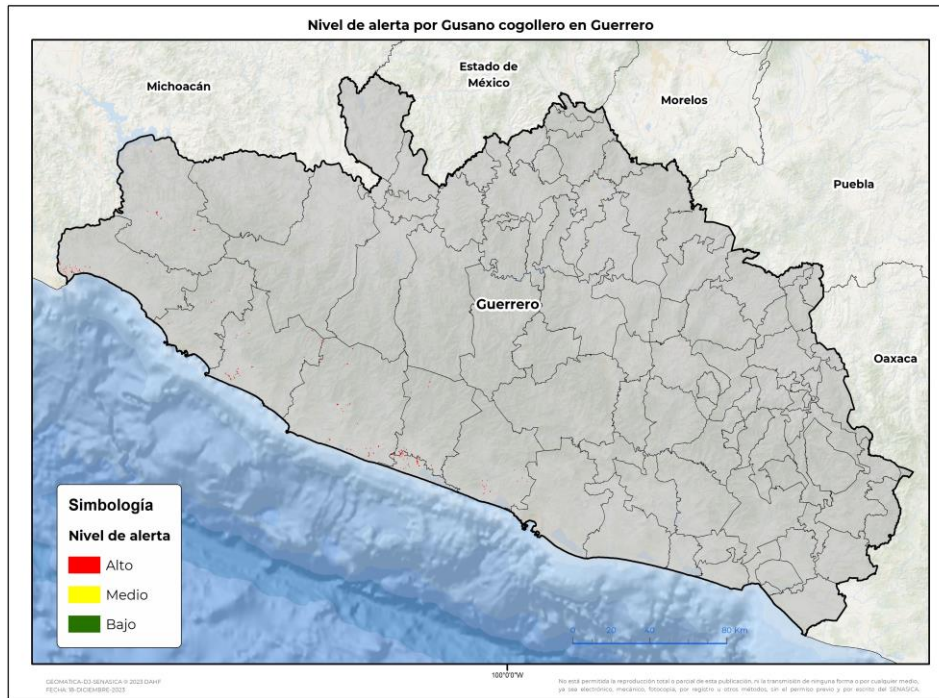 Nivel de alerta por Gusano cogollero en Guerrero
Estado de
México
Michoacán
Morelos
Puebla
Guerrero
Oaxaca
Simbología
Nivel de alerta
Alto
Medio
Bajo
0 20 40 80 Km
100°0'0"W
GEOMATICA-DJ SENASICA © 2023 DAHF
FECHA: 18-DICIEMBRE-2023
No está permitida la reproducción total o parcial de esta publicación, ni la transmisión de ninguna forma o por cualquier medio,
ya sea electrónico, mecánico, fotocopia, por registro u otros métodos, sin el permiso previo y por escrito del SENASICA.